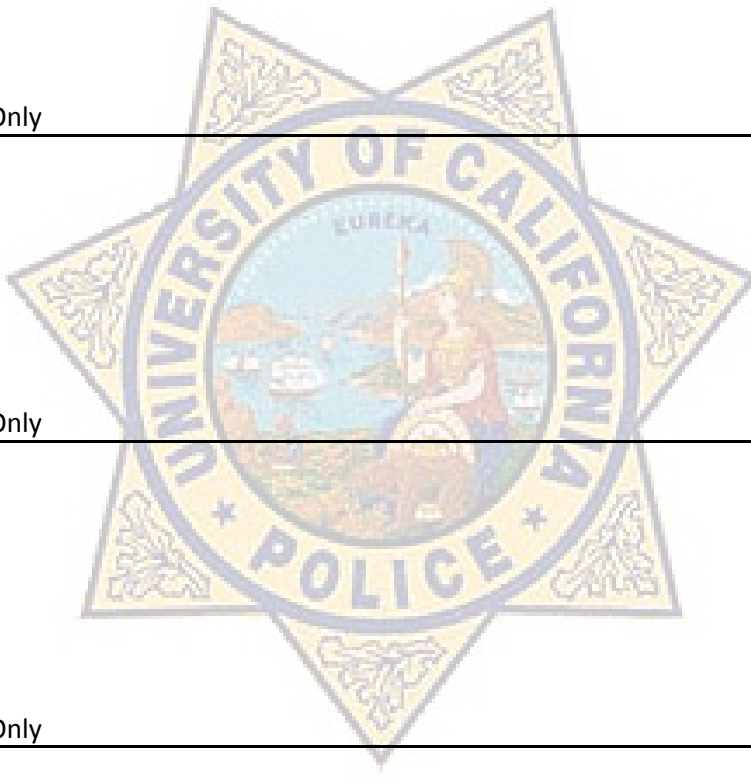 Only
UNIVERSITY OF CALIFORNIA
EUREKA
Only
POLICE
Only